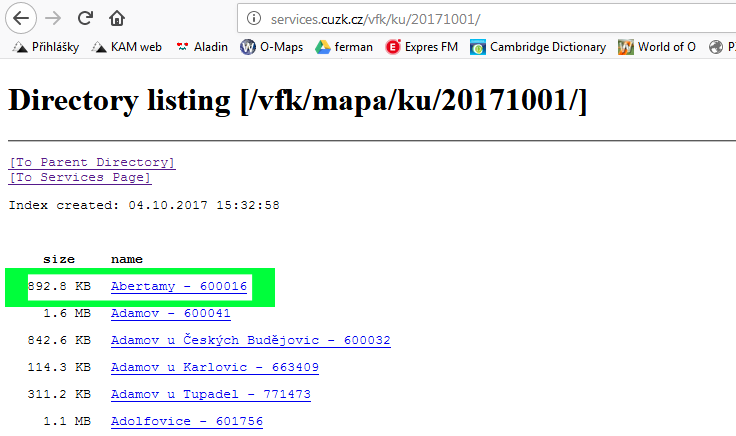 services.cuzk.cz/vfk/ku/20171001/
Přihlášky KAM web Aladin O-Maps ferman Expres FM Cambridge Dictionary World of O
Directory listing [/vfk/mapa/ku/20171001/]
[To Parent Directory]
[To Services Page]
Index created: 04.10.2017 15:32:58
size name
892.8 KB Abertamy - 600016
1.6 MB Adamov - 600041
842.6 KB Adamov u Českých Budějovic - 600032
114.3 KB Adamov u Karlovic - 663409
311.2 KB Adamov u Tupadel - 771473
1.1 MB Adolfovice - 601756